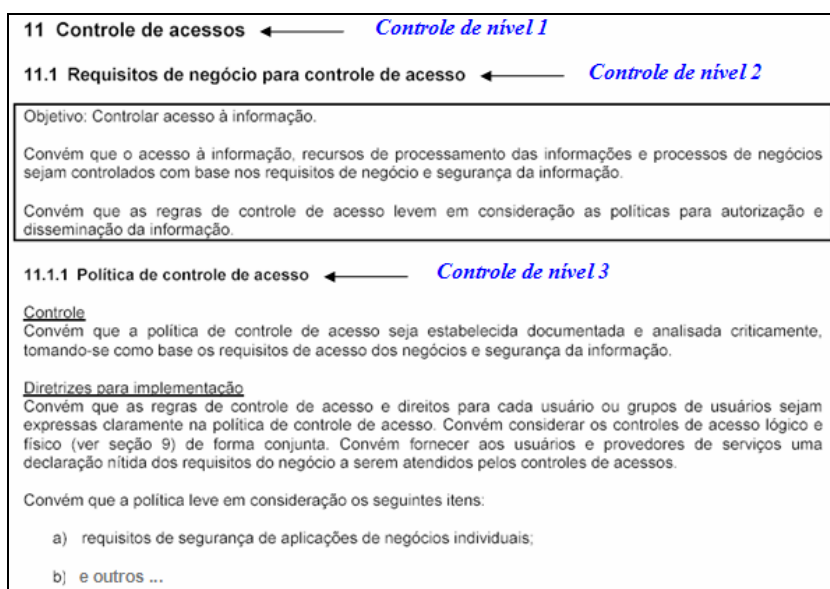 11 Controle de acessos Controle de nível 1
11.1 Requisitos de negócio para controle de acesso Controle de nível 2
Objetivo: Controlar acesso à informação.
Convém que o acesso à informação, recursos de processamento das informações e processos de negócios
sejam controlados com base nos requisitos de negócio e segurança da informação.
Convém que as regras de controle de acesso levem em consideração as políticas para autorização e
disseminação da informação.
11.1.1 Política de controle de acesso Controle de nível 3
Controle
Convém que a política de controle de acesso seja estabelecida documentada e analisada criticamente,
tomando-se como base os requisitos de acesso dos negócios e segurança da informação.
Diretrizes para implementação
Convém que as regras de controle de acesso e direitos para cada usuário ou grupos de usuários sejam
expressas claramente na política de controle de acesso. Convém considerar os controles de acesso lógico e
físico (ver seção 9) de forma conjunta. Convém fornecer aos usuários e provedores de serviços uma
declaração nítida dos requisitos do negócio a serem atendidos pelos controles de acessos.
Convém que a política leve em consideração os seguintes itens:
a) requisitos de segurança de aplicações de negócios individuais;
b) e outros ...